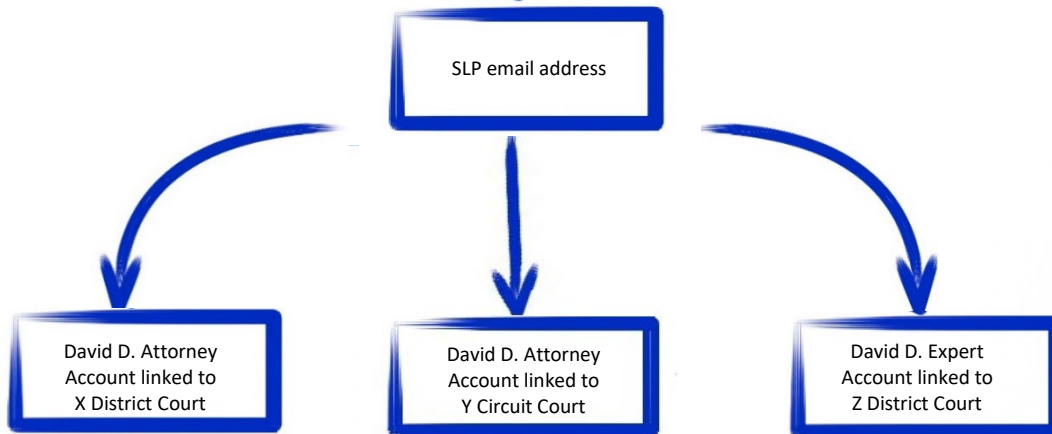 SLP email address
David D. Attorney
Account linked to
X District Court
David D. Attorney
Account linked to
Y Circuit Court
David D. Expert
Account linked to
Z District Court